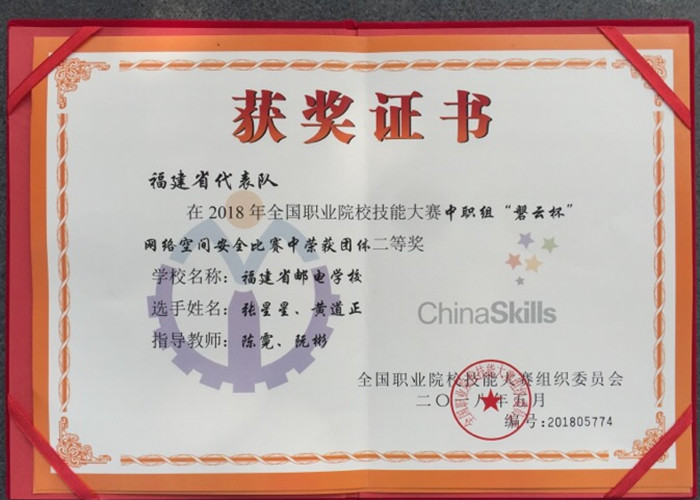 获奖证书
福建省代表队
在2018年全国职业院校技能大赛中职组“磐云杯”
网络空间安全比赛中荣获团体二等奖
学校名称：福建省邮电学校
选手姓名：张星星、黄道正
指导教师：陈霓、阮彬
ChinaSkills
全国职业院校技能大赛组织委员会
二〇一八年五月
编号:201805774